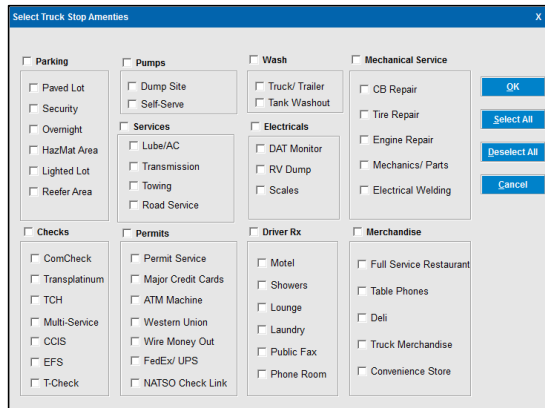 Select Truck Stop Amenties
X
Parking
Paved Lot
Security
Overnight
HazMat Area
Lighted Lot
Reefer Area
Pumps
Dump Site
Self-Serve
Services
Lube/AC
Transmission
Towing
Road Service
Wash
Truck/ Trailer
Tank Washout
Electricals
DAT Monitor
RV Dump
Scales
Mechanical Service
CB Repair
Tire Repair
Engine Repair
Mechanics/ Parts
Electrical Welding
OK
Select All
Deselect All
Cancel
Checks
ComCheck
Transplatinum
TCH
Multi-Service
CCIS
EFS
T-Check
Permits
Permit Service
Major Credit Cards
ATM Machine
Western Union
Wire Money Out
FedEx/ UPS
NATSO Check Link
Driver Rx
Motel
Showers
Lounge
Laundry
Public Fax
Phone Room
Merchandise
Full Service Restaurant
Table Phones
Deli
Truck Merchandise
Convenience Store